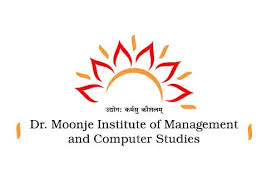 उद्योगः कर्मसु कौशलम्
Dr. Moonje Institute of Management
and Computer Studies